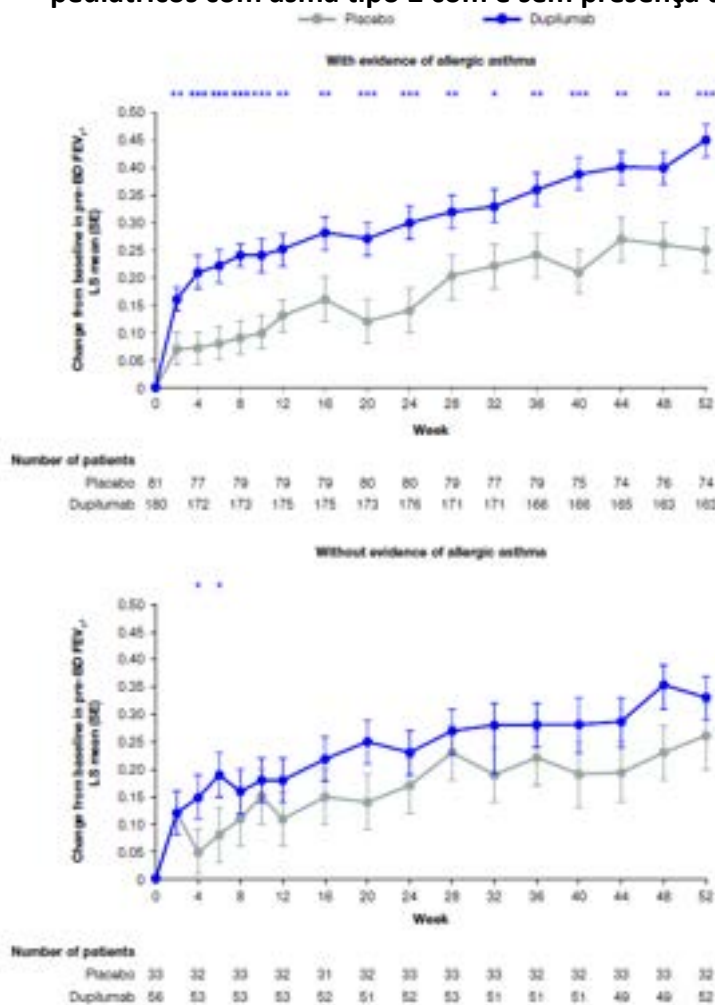 pediátricos com asma tipo 2 com e sem presença
Placebo Dupilumab
With evidence of allergic asthma
** *** *** *** *** ** ** *** *** ** * ** *** ** ** ***
Change from baseline in pre-BD FEV₁,
LS mean (SE)
0.50
0.45
0.40
0.35
0.30
0.25
0.20
0.15
0.10
0.05
0
0 4 8 12 16 20 24 28 32 36 40 44 48 52
Week
Number of patients
Placebo 81 77 79 79 79 80 80 79 77 79 75 74 76 74
Dupilumab 180 172 173 175 175 173 176 171 171 166 166 165 163 163
Without evidence of allergic asthma
* *
Change from baseline in pre-BD FEV₁,
LS mean (SE)
0.50
0.45
0.40
0.35
0.30
0.25
0.20
0.15
0.10
0.05
0
0 4 8 12 16 20 24 28 32 36 40 44 48 52
Week
Number of patients
Placebo 33 32 33 32 31 32 33 33 33 32 32 33 33 32
Dupilumab 56 53 53 53 52 51 52 53 51 51 51 49 49 53